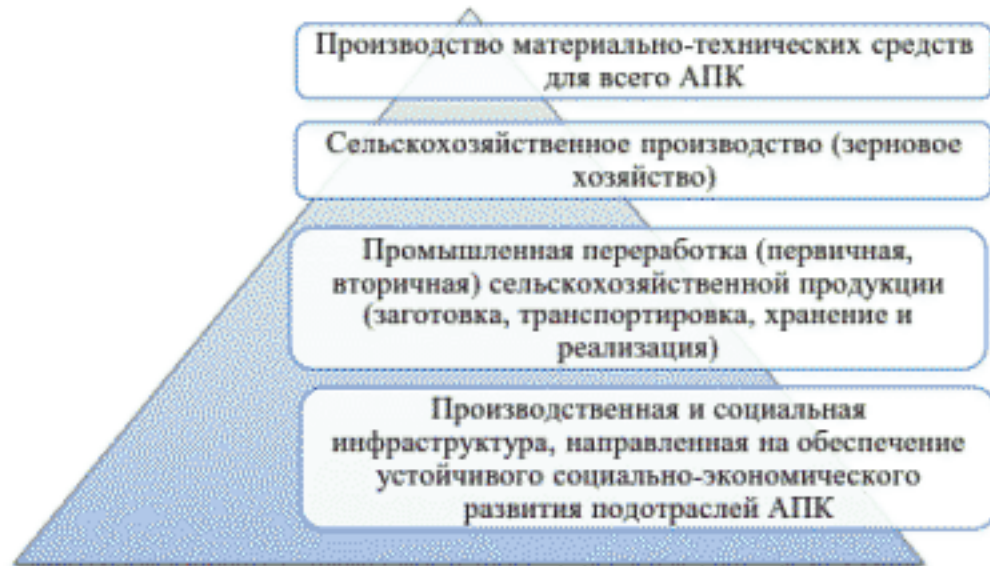 Производство материально-технических средств
для всего АПК
Сельскохозяйственное производство (зерновое
хозяйство)
Промышленная переработка (первичная,
вторичная) сельскохозяйственной продукции
(заготовка, транспортировка, хранение и
реализация)
Производственная и социальная
инфраструктура, направленная на обеспечение
устойчивого социально-экономического
развития подотраслей АПК